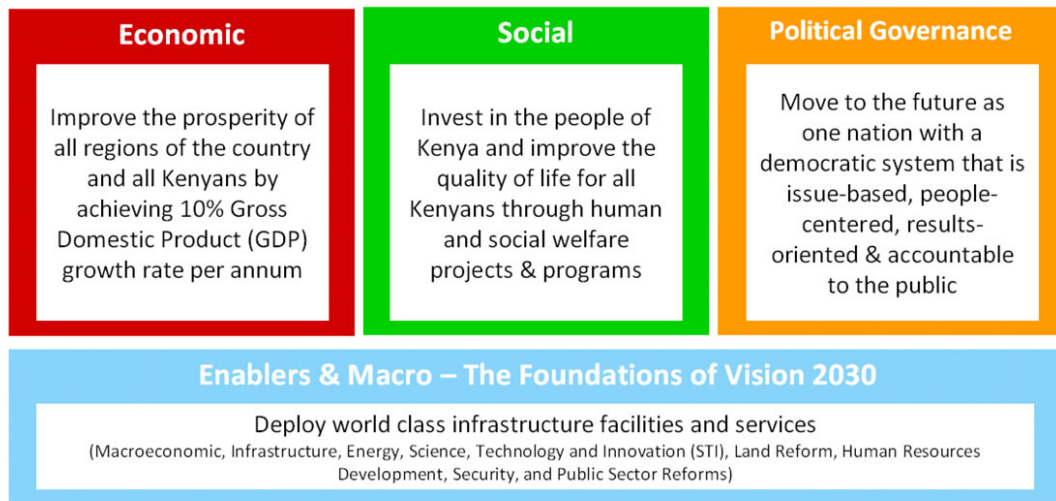 Economic
Improve the prosperity of
all regions of the country
and all Kenyans by
achieving 10% Gross
Domestic Product (GDP)
growth rate per annum
Social
Invest in the people of
Kenya and improve the
quality of life for all
Kenyans through human
and social welfare
projects & programs
Political Governance
Move to the future as
one nation with a
democratic system that is
issue-based, people-
centered, results-
oriented & accountable
to the public
Enablers & Macro – The Foundations of Vision 2030
Deploy world class infrastructure facilities and services
(Macroeconomic, Infrastructure, Energy, Science, Technology and Innovation (STI), Land Reform, Human Resources
Development, Security, and Public Sector Reforms)